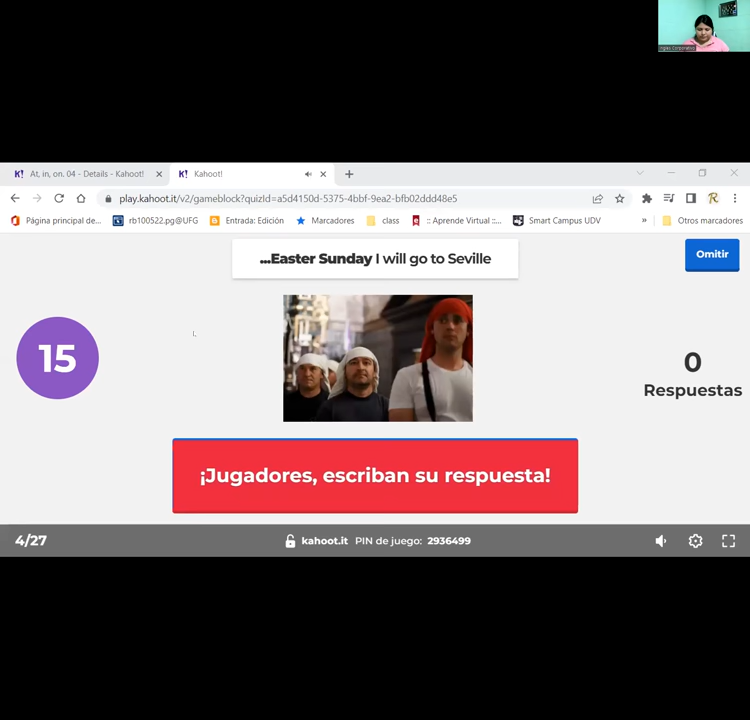 Ingles Corporativo
At, in, on. 04 - Details - Kahoot!
Kahoot!
play.kahoot.it/v2/gameblock?quizId=a5d4150d-5375-4bbf-9ea2-bfb02ddd48e5
Página principal de...
rb100522.pg@UFG
Entrada: Edición
Marcadores
class
:: Aprende Virtual ::...
Smart Campus UDV
»
Otros marcadores
...Easter Sunday I will go to Seville
Omitir
15
0
Respuestas
¡Jugadores, escriban su respuesta!
4/27
kahoot.it PIN de juego: 2936499